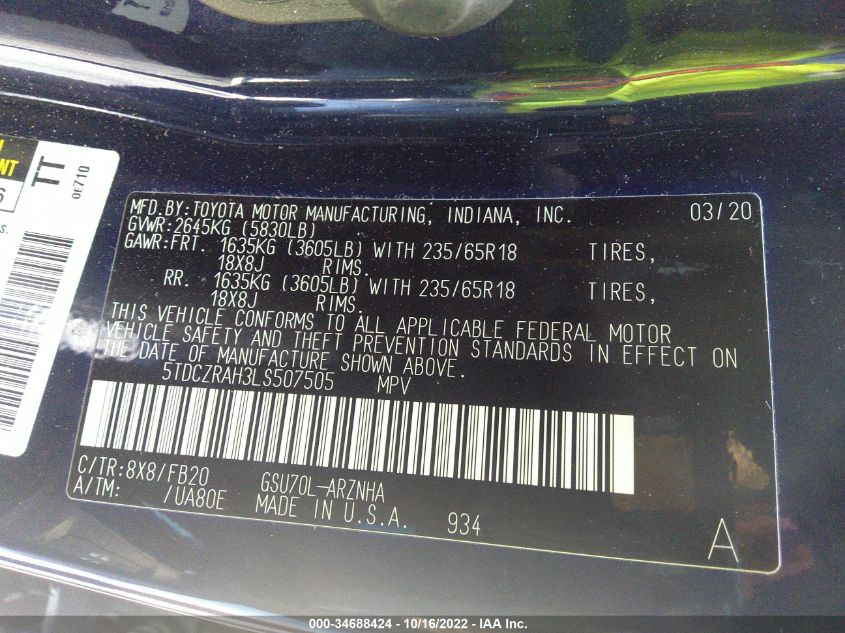 NT
6
S.
TT
0E710
MFD.BY:TOYOTA MOTOR MANUFACTURING, INDIANA, INC. 03/20
GVWR:2645KG (5830LB)
GAWR:FRT. 1635KG (3605LB) WITH 235/65R18 TIRES,
18X8J RIMS.
RR. 1635KG (3605LB) WITH 235/65R18 TIRES,
18X8J RIMS.
THIS VEHICLE CONFORMS TO ALL APPLICABLE FEDERAL MOTOR
VEHICLE SAFETY AND THEFT PREVENTION STANDARDS IN EFFECT ON
THE DATE OF MANUFACTURE SHOWN ABOVE.
5TDCZRAH3LS507505 MPV
C/TR:8X8/FB20 GSU70L-ARZNHA
A/TM: /UA80E MADE IN U.S.A. 934
A
000-34688424 - 10/16/2022 - IAA Inc.